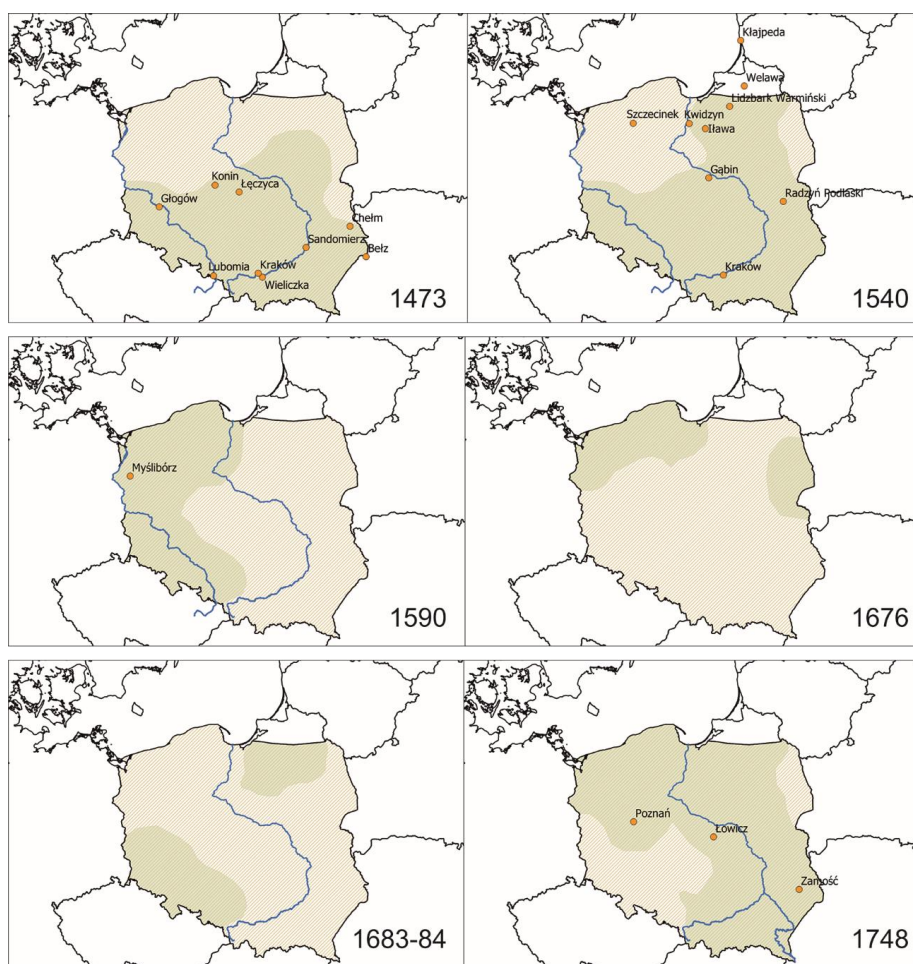 Konin
Łęczyca
Głogów
Chełm
Sandomierz
Bełz
Lubomia
Kraków
Wieliczka
1473
Kłajpeda
Welawa
Lidzbark Warmiński
Szczecinek
Kwidzyn
Iława
Gąbin
Radzyń Podlaski
Kraków
1540
Myślibórz
1590
1676
1683-84
Poznań
Łowicz
Zamość
1748